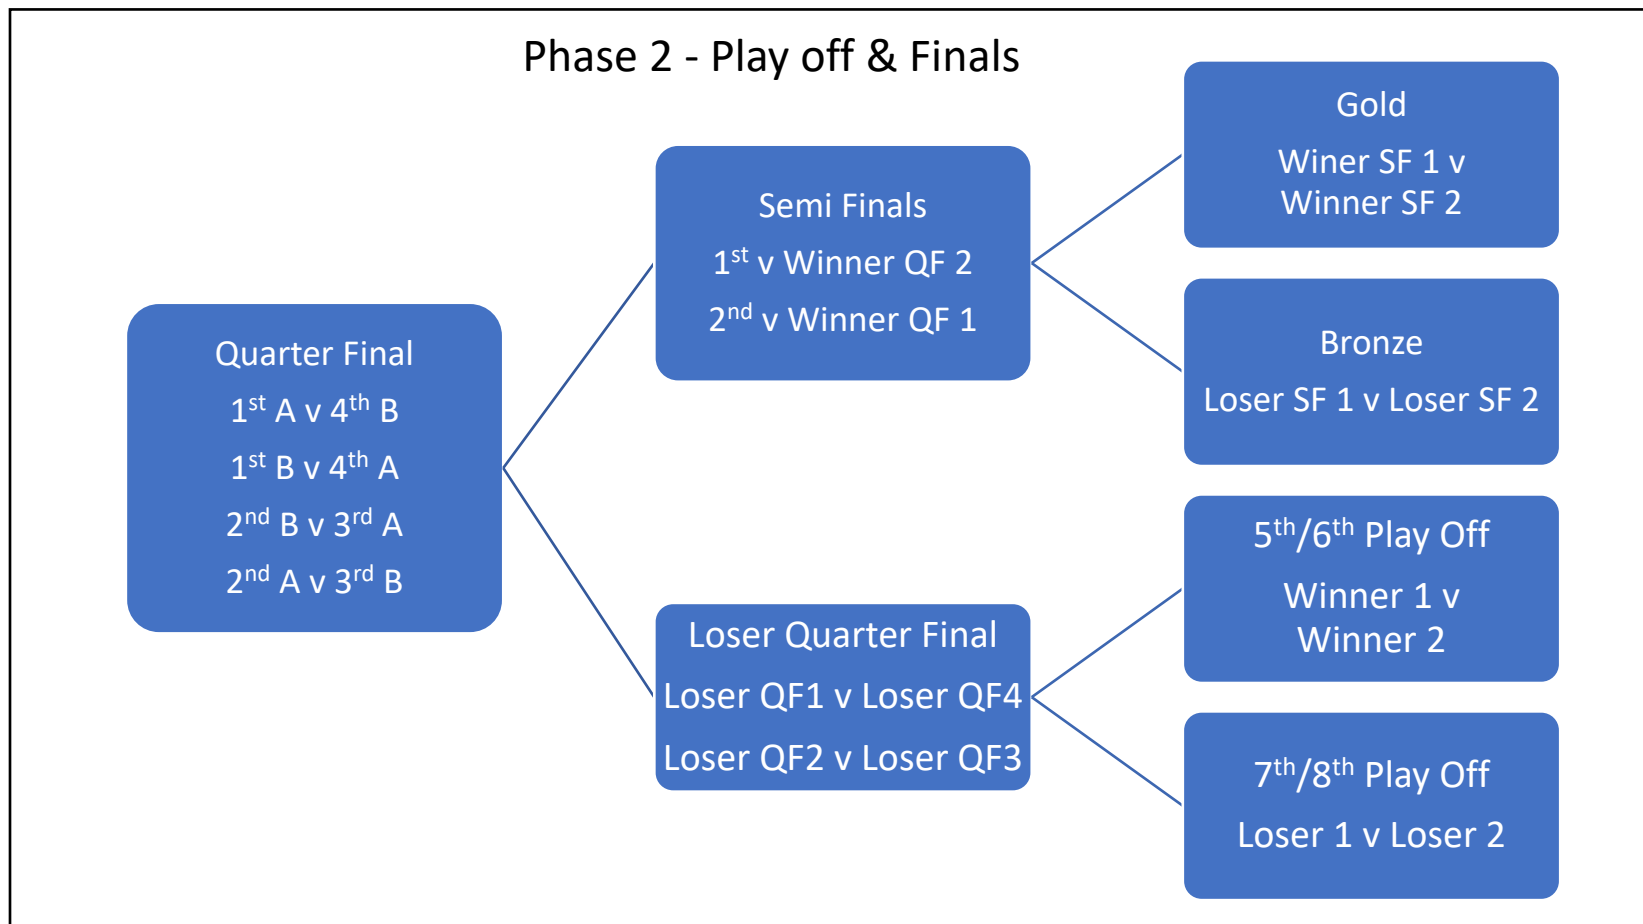 Phase 2 - Play off & Finals
Quarter Final
1st A v 4th B
1st B v 4th A
2nd B v 3rd A
2nd A v 3rd B
Semi Finals
1st v Winner QF 2
2nd v Winner QF 1
Loser Quarter Final
Loser QF1 v Loser QF4
Loser QF2 v Loser QF3
Gold
Winer SF 1 v
Winner SF 2
Bronze
Loser SF 1 v Loser SF 2
5th/6th Play Off
Winner 1 v
Winner 2
7th/8th Play Off
Loser 1 v Loser 2